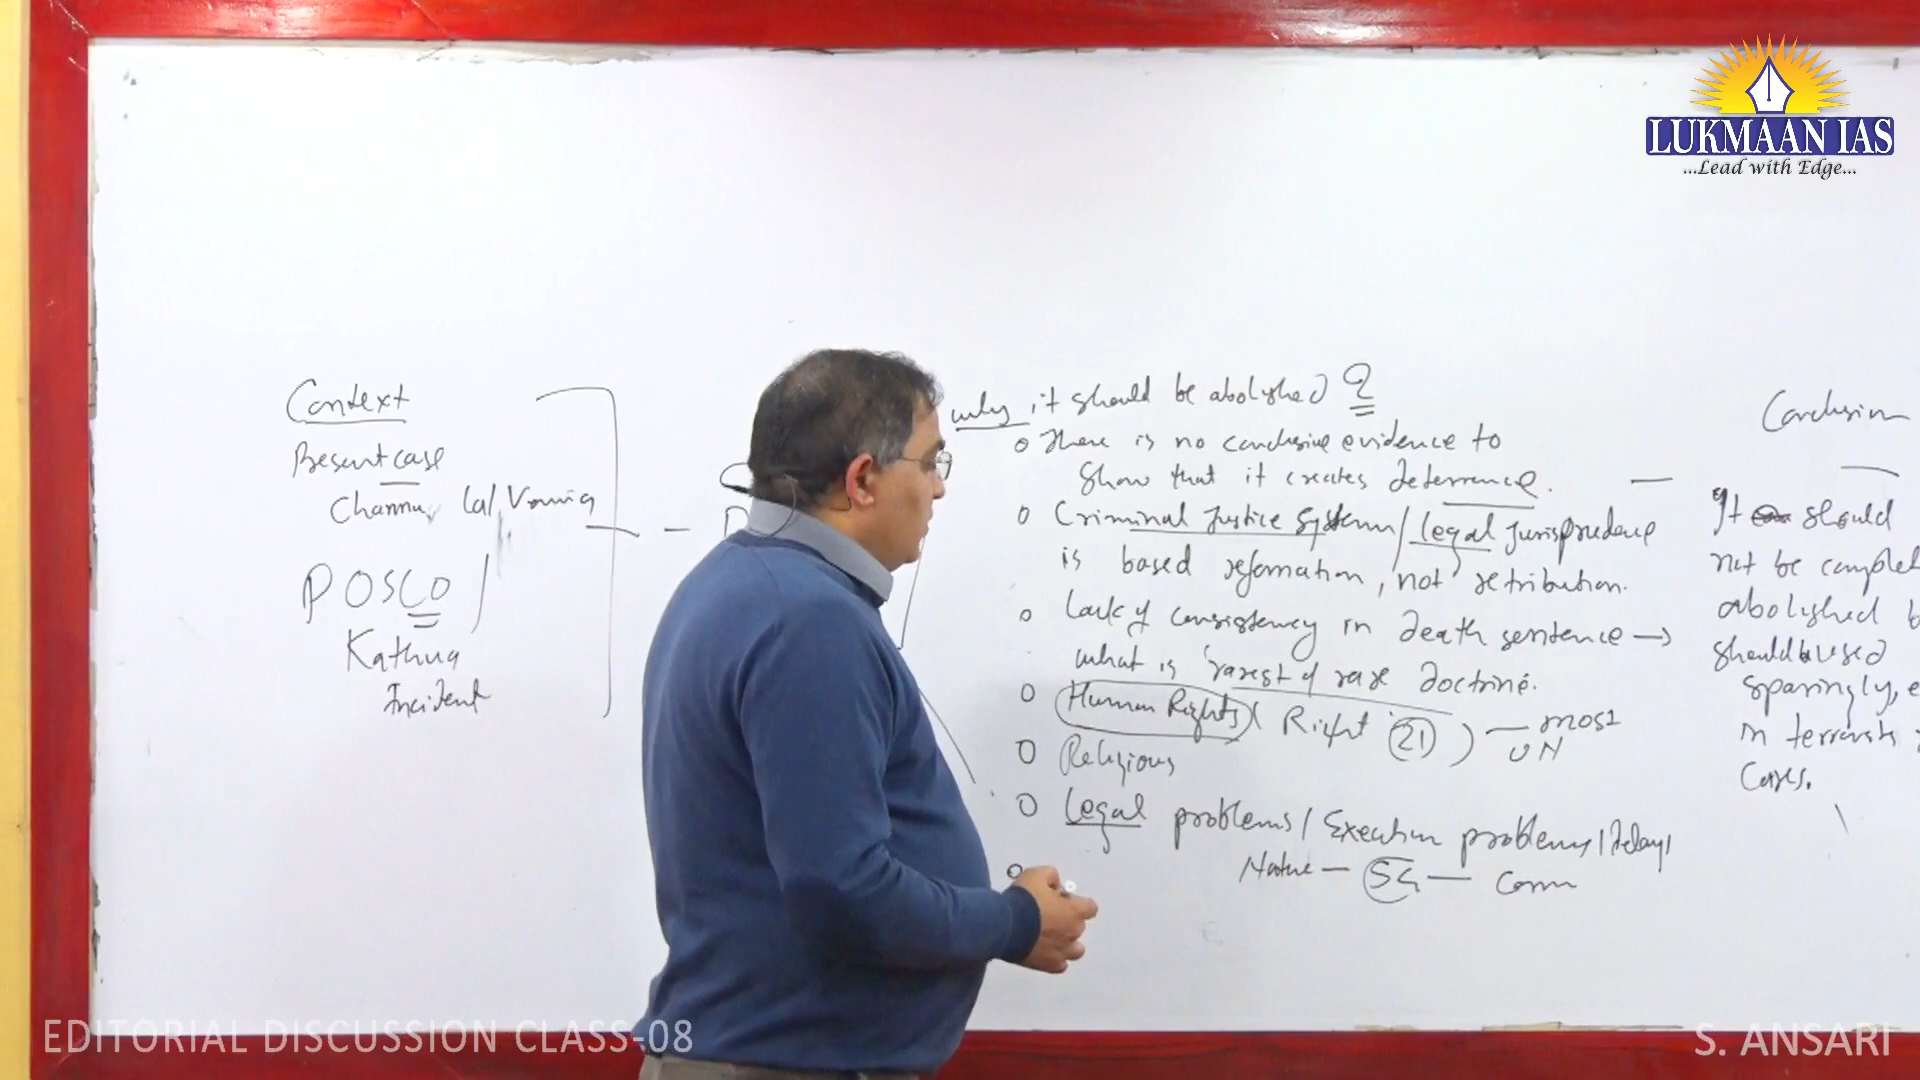 LUKMAAN IAS
...Lead with Edge...
Context
Present case
Channu Lal Verma
POSCO /
Kathua
Incident
why it should be abolished ?
There is no conclusive evidence to
show that it creates deterrence.
Criminal Justice System / Legal Jurisprudence
is based reformation, not retribution.
Lack of consistency in death sentence →
what is 'rarest of rare doctrine.
Human Rights ( Right 21 ) — most
UN
Religious
Legal problems / Execution problems / Delay /
Nature — SC — Comm
Conclusion
It should
not be complet
abolished b
should used
sparingly, e
in terrorists
cases.
EDITORIAL DISCUSSION CLASS-08
S. ANSARI